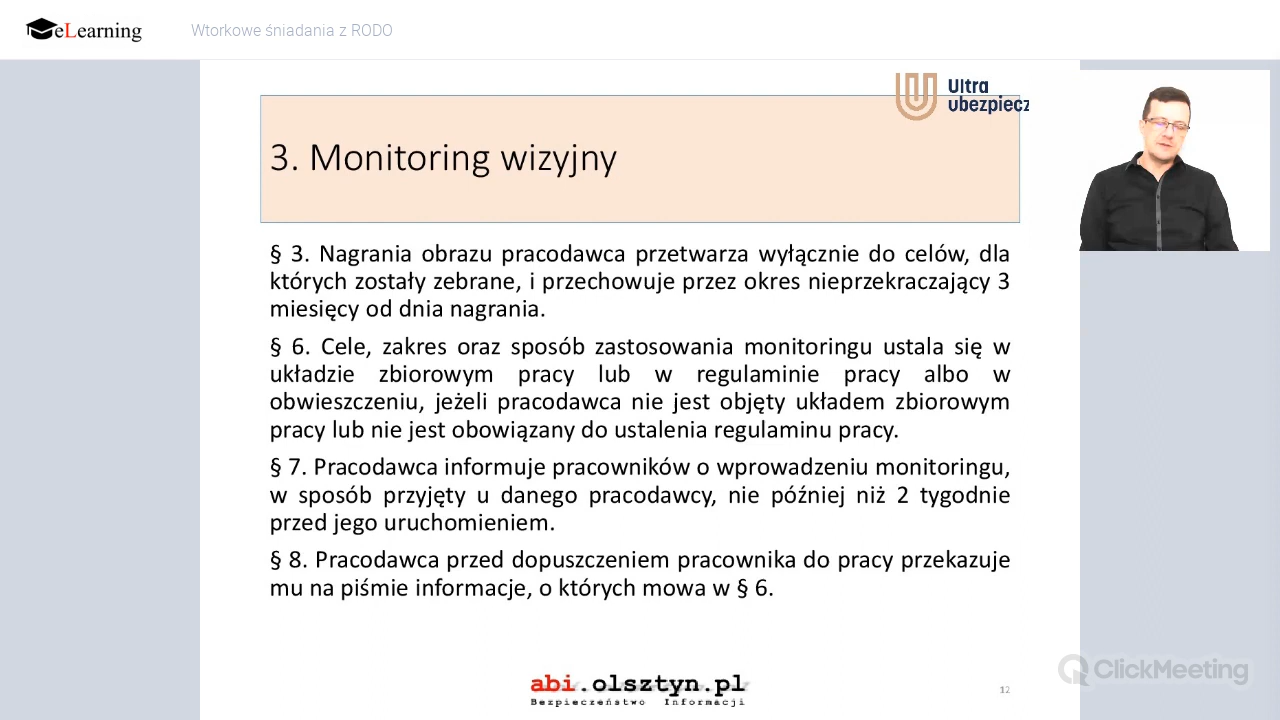 eLearning
Wtorkowe śniadania z RODO
Ultra
ubezpiecz
3. Monitoring wizyjny
§ 3. Nagrania obrazu pracodawca przetwarza wyłącznie do celów, dla
których zostały zebrane, i przechowuje przez okres nieprzekraczający 3
miesięcy od dnia nagrania.
§ 6. Cele, zakres oraz sposób zastosowania monitoringu ustala się w
układzie zbiorowym pracy lub w regulaminie pracy albo w
obwieszczeniu, jeżeli pracodawca nie jest objęty układem zbiorowym
pracy lub nie jest obowiązany do ustalenia regulaminu pracy.
§ 7. Pracodawca informuje pracowników o wprowadzeniu monitoringu,
w sposób przyjęty u danego pracodawcy, nie później niż 2 tygodnie
przed jego uruchomieniem.
§ 8. Pracodawca przed dopuszczeniem pracownika do pracy przekazuje
mu na piśmie informacje, o których mowa w § 6.
abi.olsztyn.pl
Bezpieczeństwo Informacji
12
ClickMeeting